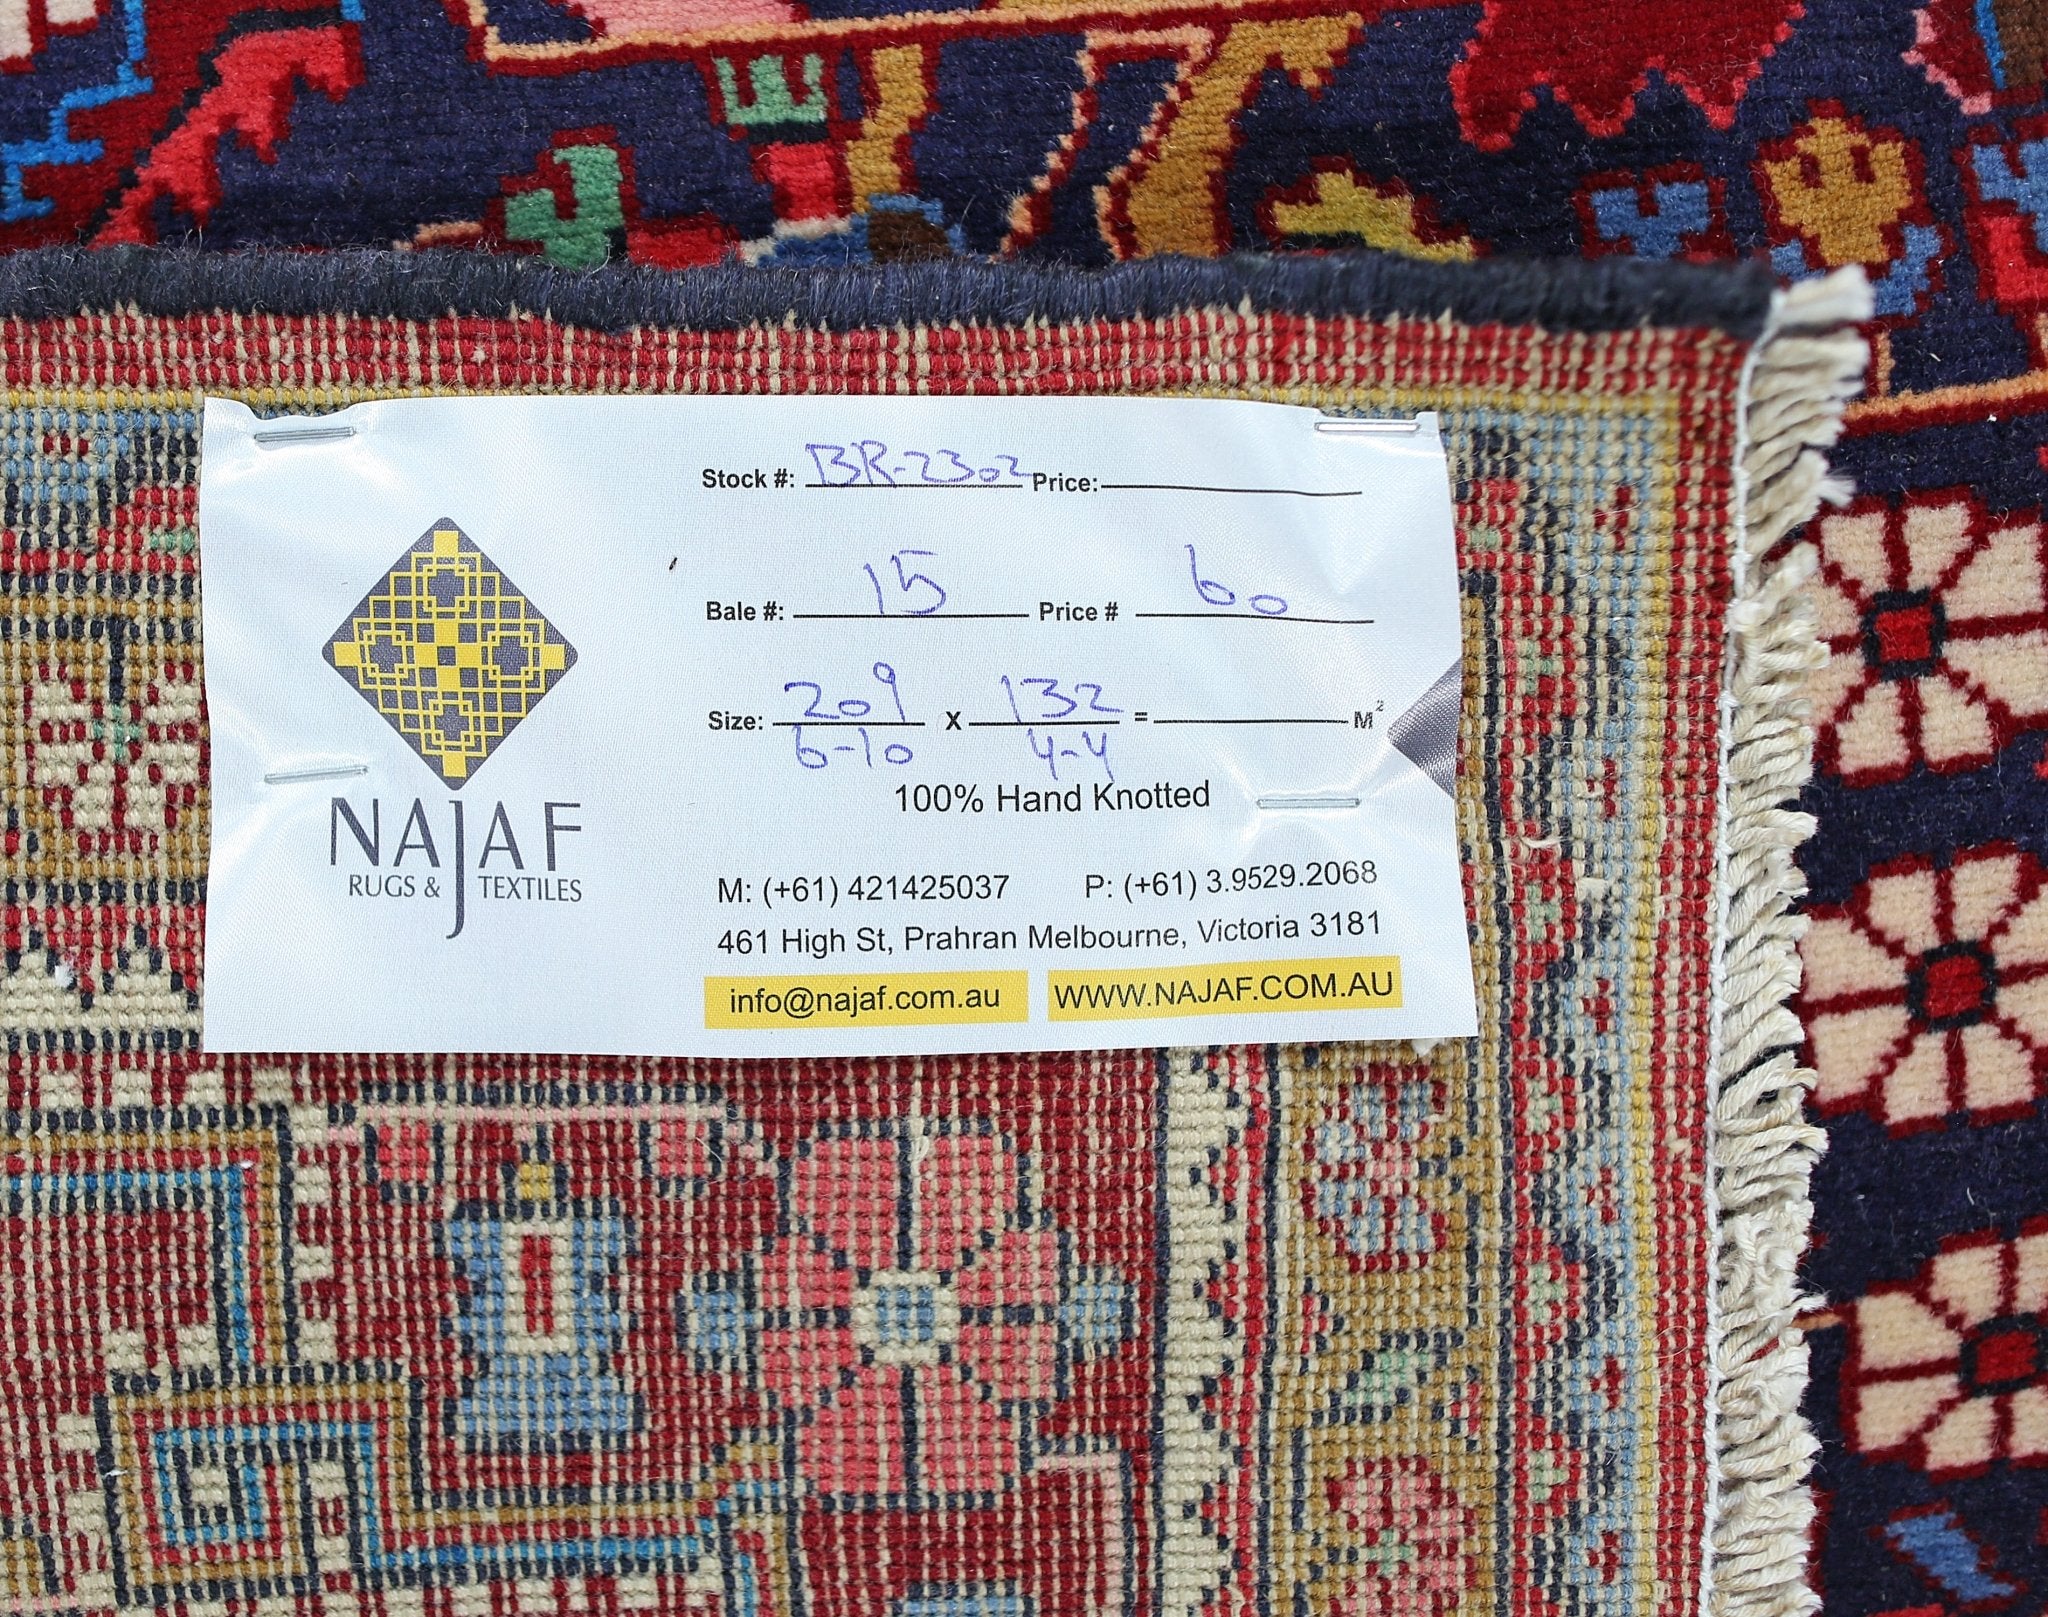 Stock #: BR-2302 Price:
Bale #: 15 Price # 60
Size: 209 X 132 = M²
6-10 4-4
100% Hand Knotted
NAJAF
RUGS & TEXTILES
M: (+61) 421425037 P: (+61) 3.9529.2068
461 High St, Prahran Melbourne, Victoria 3181
info@najaf.com.au WWW.NAJAF.COM.AU